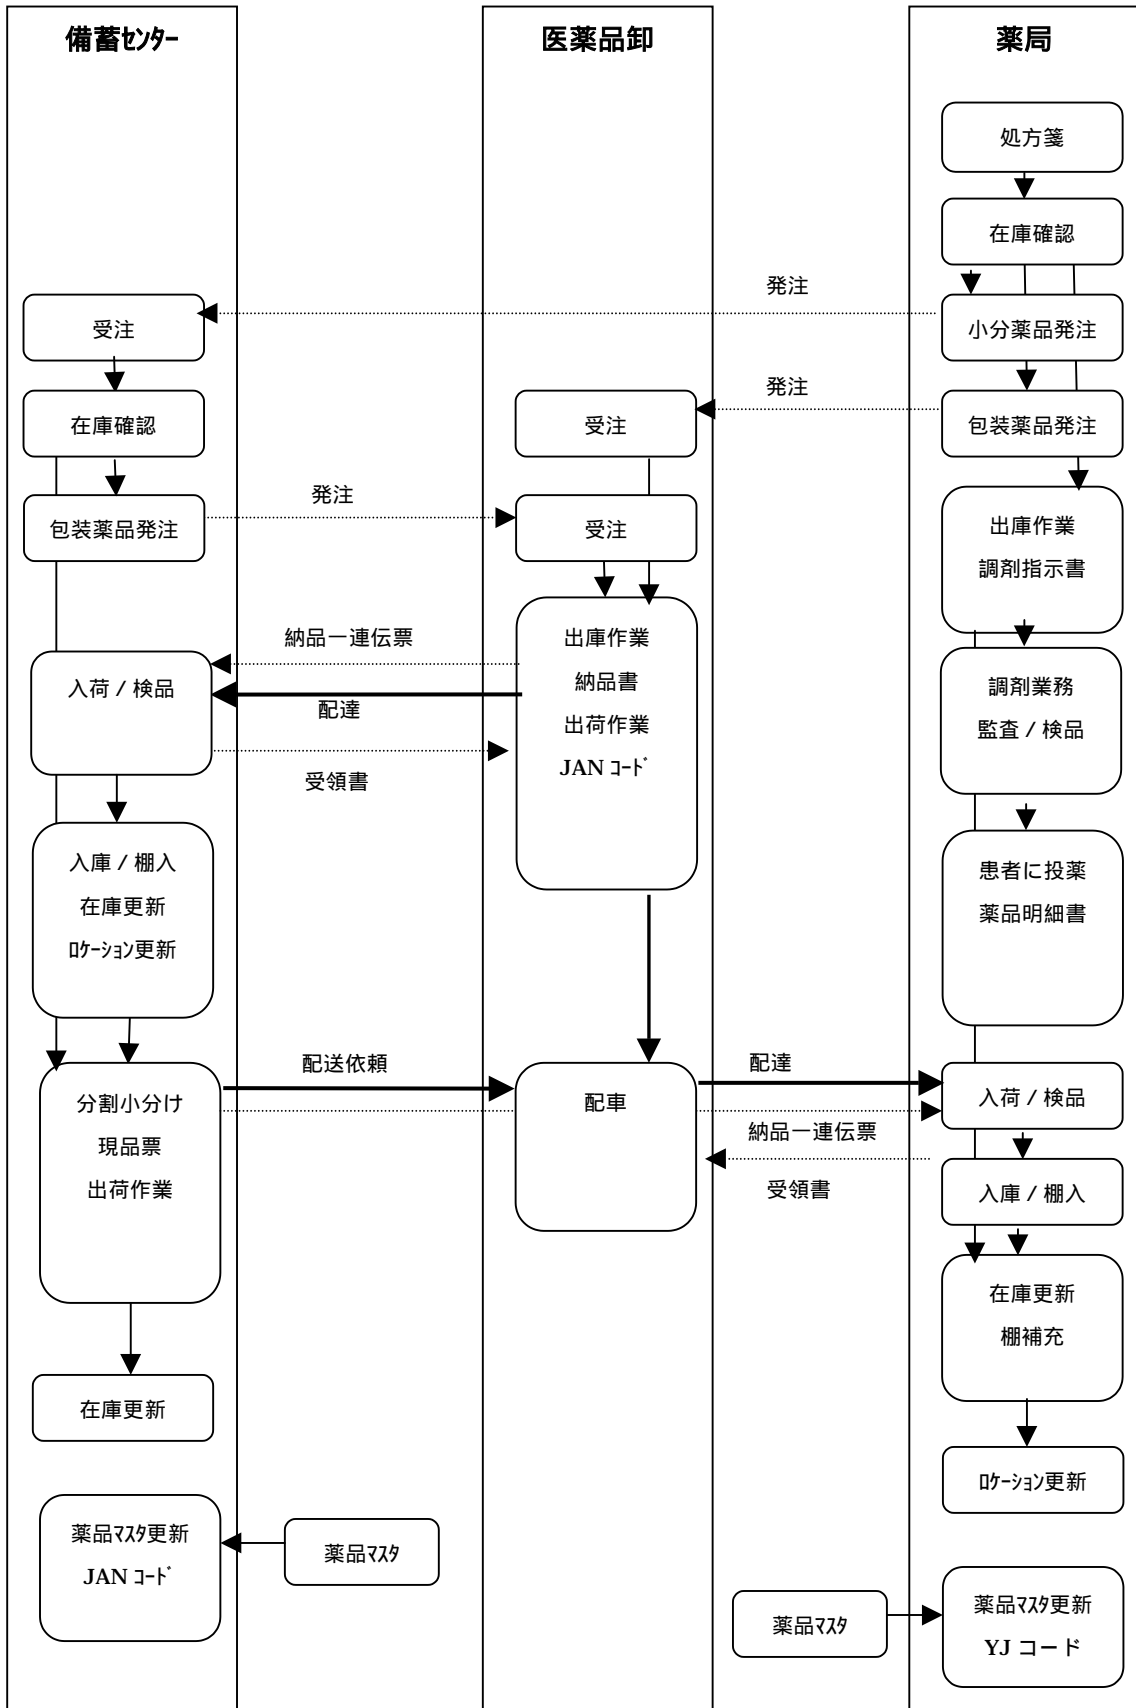 備蓄ｾﾝﾀｰ
医薬品卸
薬局
処方箋
在庫確認
発注
受注
小分薬品発注
発注
在庫確認
受注
包装薬品発注
発注
包装薬品発注
受注
出庫作業
調剤指示書
納品一連伝票
出庫作業
納品書
出荷作業
JAN ｺｰﾄﾞ
入荷 / 検品
配達
受領書
調剤業務
監査 / 検品
入庫 / 棚入
在庫更新
ﾛｹｰｼｮﾝ更新
患者に投薬
薬品明細書
配送依頼
配達
分割小分け
現品票
出荷作業
配車
入荷 / 検品
納品一連伝票
受領書
入庫 / 棚入
在庫更新
棚補充
在庫更新
ﾛｹｰｼｮﾝ更新
薬品ﾏｽﾀ更新
JAN ｺｰﾄﾞ
薬品ﾏｽﾀ
薬品ﾏｽﾀ
薬品ﾏｽﾀ更新
YJ コード